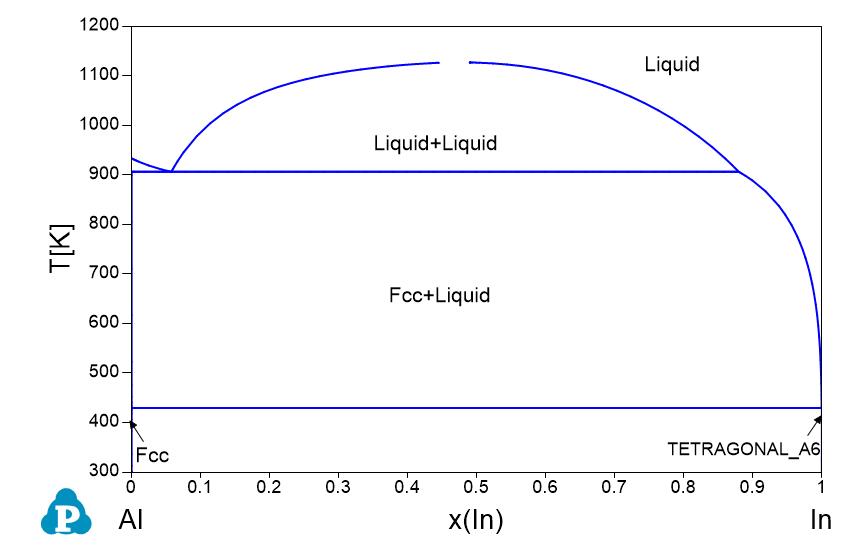 1200
1100
Liquid
1000
Liquid+Liquid
900
800
T[K]
700
Fcc+Liquid
600
500
400
Fcc
TETRAGONAL_A6
300
0 0.1 0.2 0.3 0.4 0.5 0.6 0.7 0.8 0.9 1
P
Al x(In) In